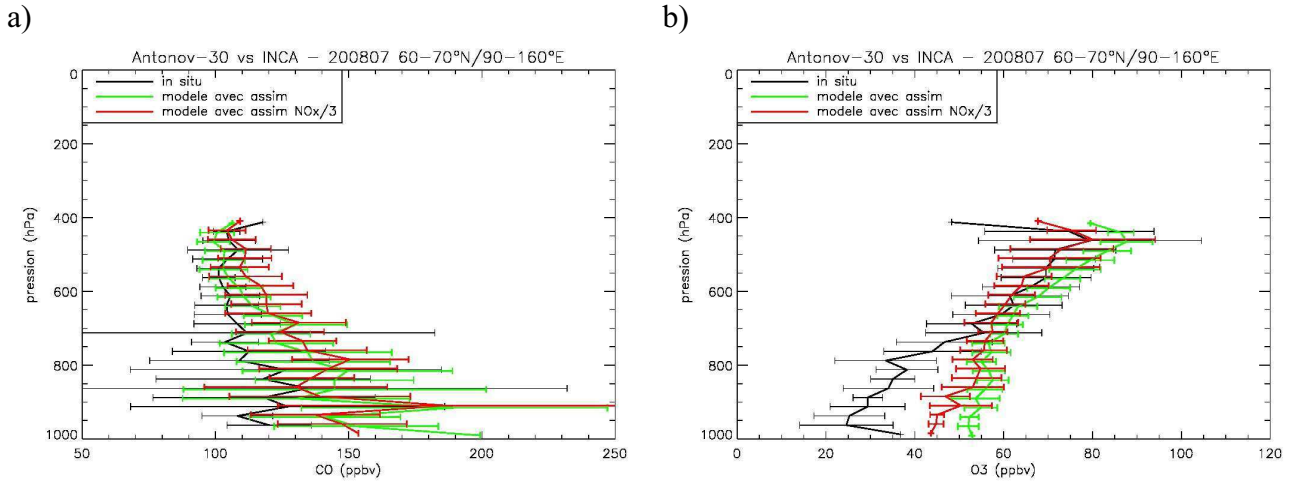 a)
Antonov-30 vs INCA - 200807 60-70°N/90-160°E
in situ
modele avec assim
modele avec assim NOx/3
0
200
400
600
800
1000
pression (hPa)
50
100
150
200
250
CO (ppbv)
b)
Antonov-30 vs INCA - 200807 60-70°N/90-160°E
in situ
modele avec assim
modele avec assim NOx/3
0
200
400
600
800
1000
pression (hPa)
0
20
40
60
80
100
120
O3 (ppbv)